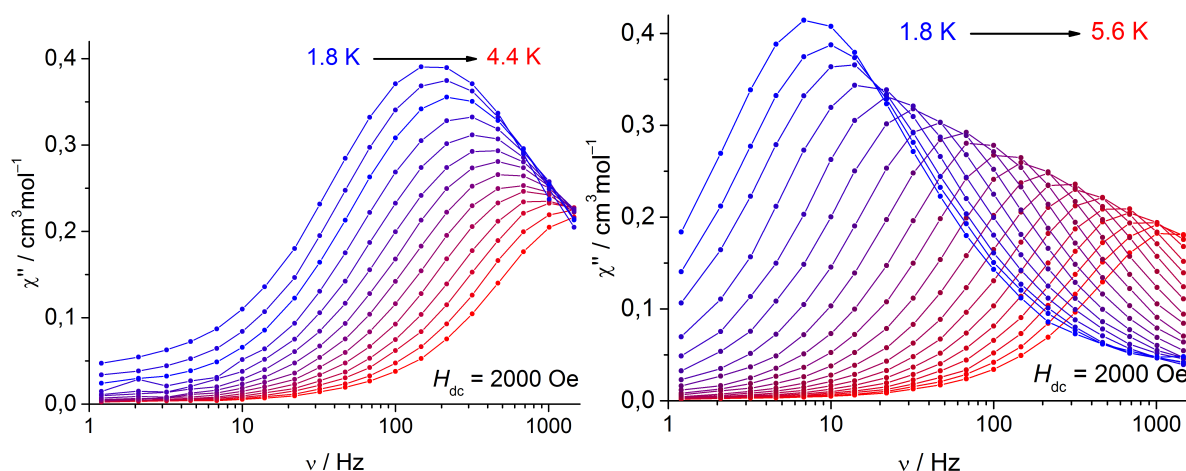 1.8 K → 4.4 K
0,4
0,3
0,2
0,1
0,0
χ'' / cm³mol⁻¹
H_dc = 2000 Oe
1 10 100 1000
ν / Hz
1.8 K → 5.6 K
0,4
0,3
0,2
0,1
0,0
χ'' / cm³mol⁻¹
H_dc = 2000 Oe
1 10 100 1000
ν / Hz